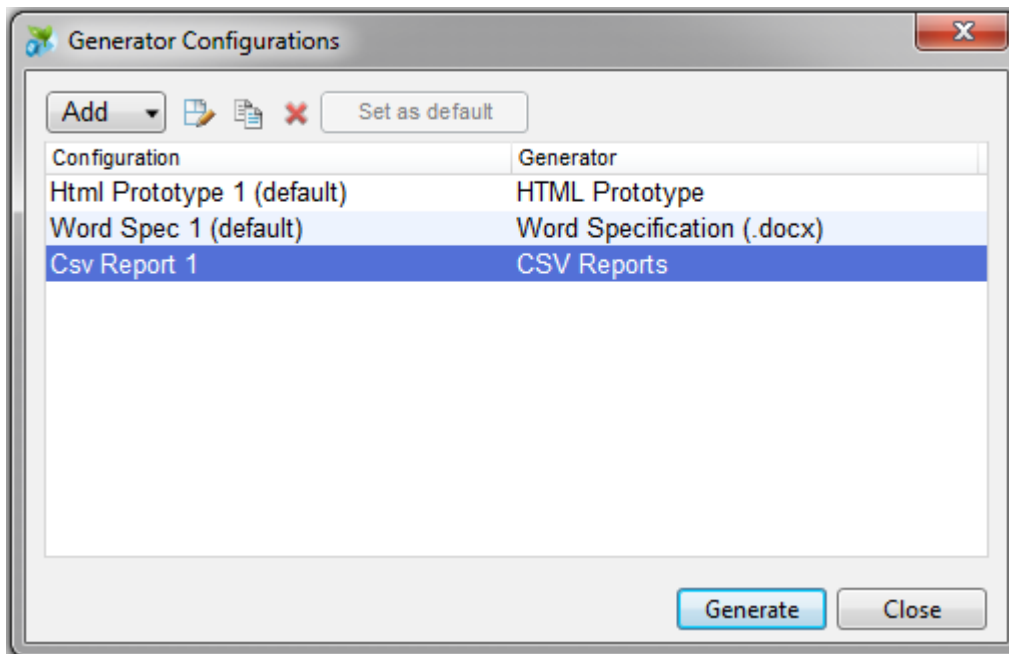 Generator Configurations
Add Set as default
Configuration Generator
Html Prototype 1 (default) HTML Prototype
Word Spec 1 (default) Word Specification (.docx)
Csv Report 1 CSV Reports
Generate Close